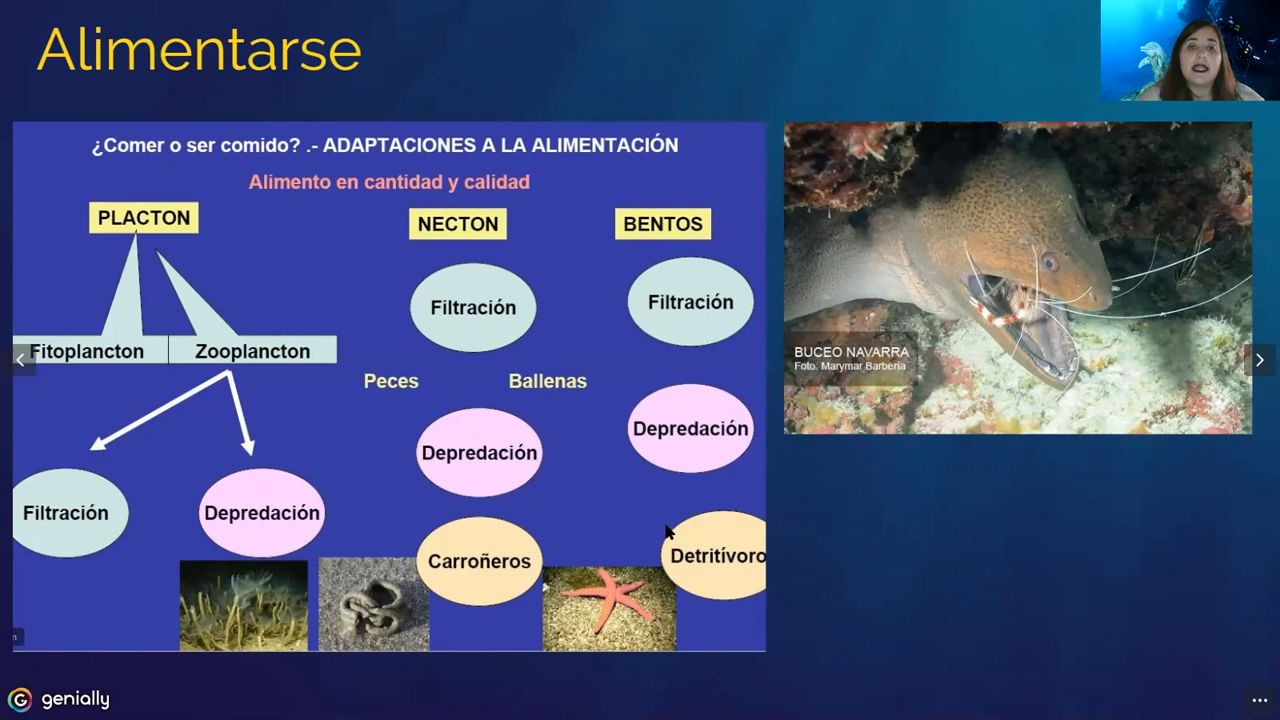 Alimentarse
¿Comer o ser comido? .- ADAPTACIONES A LA ALIMENTACIÓN
Alimento en cantidad y calidad
PLACTON
NECTON
BENTOS
Filtración
Filtración
Fitoplancton
Zooplancton
Peces
Ballenas
Depredación
Depredación
Filtración
Depredación
Carroñeros
Detritívoro
BUCEO NAVARRA
Foto: Marymar Barberia
genially